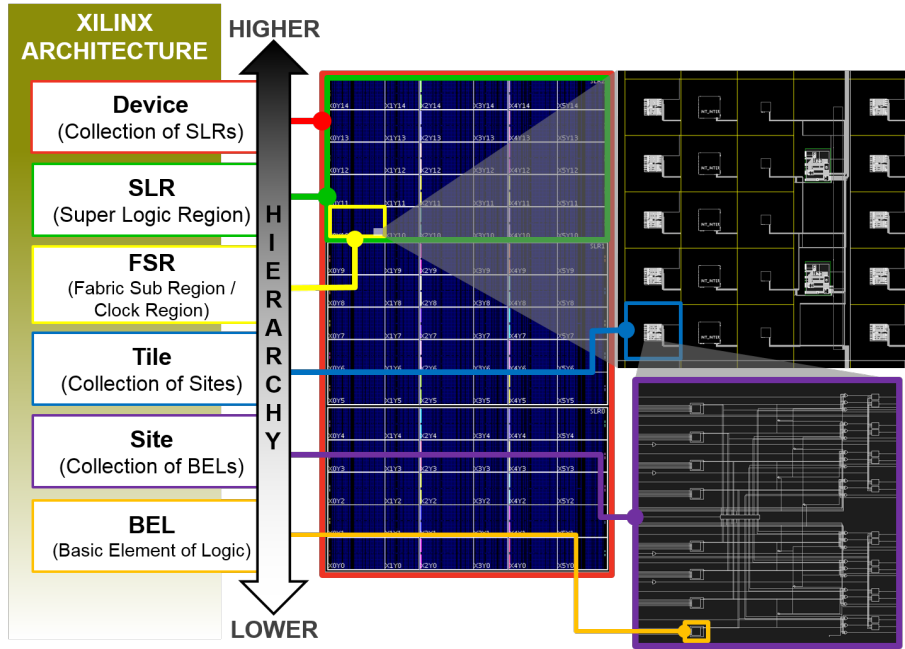 XILINX
ARCHITECTURE
HIGHER
Device
(Collection of SLRs)
SLR
(Super Logic Region)
FSR
(Fabric Sub Region /
Clock Region)
Tile
(Collection of Sites)
Site
(Collection of BELs)
BEL
(Basic Element of Logic)
HIERARCHY
LOWER
X0Y14 X1Y14 X2Y14 X3Y14 X4Y14 X5Y14
X0Y13 X1Y13 X2Y13 X3Y13 X4Y13 X5Y13
X0Y12 X1Y12 X2Y12 X3Y12 X4Y12 X5Y12
X0Y11 X1Y11 X2Y11 X3Y11 X4Y11 X5Y11
X1Y10 X2Y10 X3Y10 X4Y10 X5Y10
SLR1
X0Y9 X1Y9 X2Y9 X3Y9 X4Y9 X5Y9
X0Y8 X1Y8 X2Y8 X3Y8 X4Y8 X5Y8
X0Y7 X1Y7 X2Y7 X3Y7 X4Y7 X5Y7
X0Y6 X1Y6 X2Y6 X3Y6 X4Y6 X5Y6
X0Y5 X1Y5 X2Y5 X3Y5 X4Y5 X5Y5
SLR0
X0Y4 X1Y4 X2Y4 X3Y4 X4Y4 X5Y4
X0Y3 X1Y3 X2Y3 X3Y3 X4Y3 X5Y3
X0Y2 X1Y2 X2Y2 X3Y2 X4Y2 X5Y2
X0Y0 X1Y0 X2Y0 X3Y0 X4Y0 X5Y0